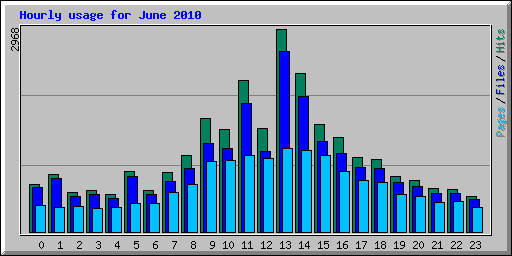 Hourly usage for June 2010
2968
Pages / Files / Hits
0 1 2 3 4 5 6 7 8 9 10 11 12 13 14 15 16 17 18 19 20 21 22 23